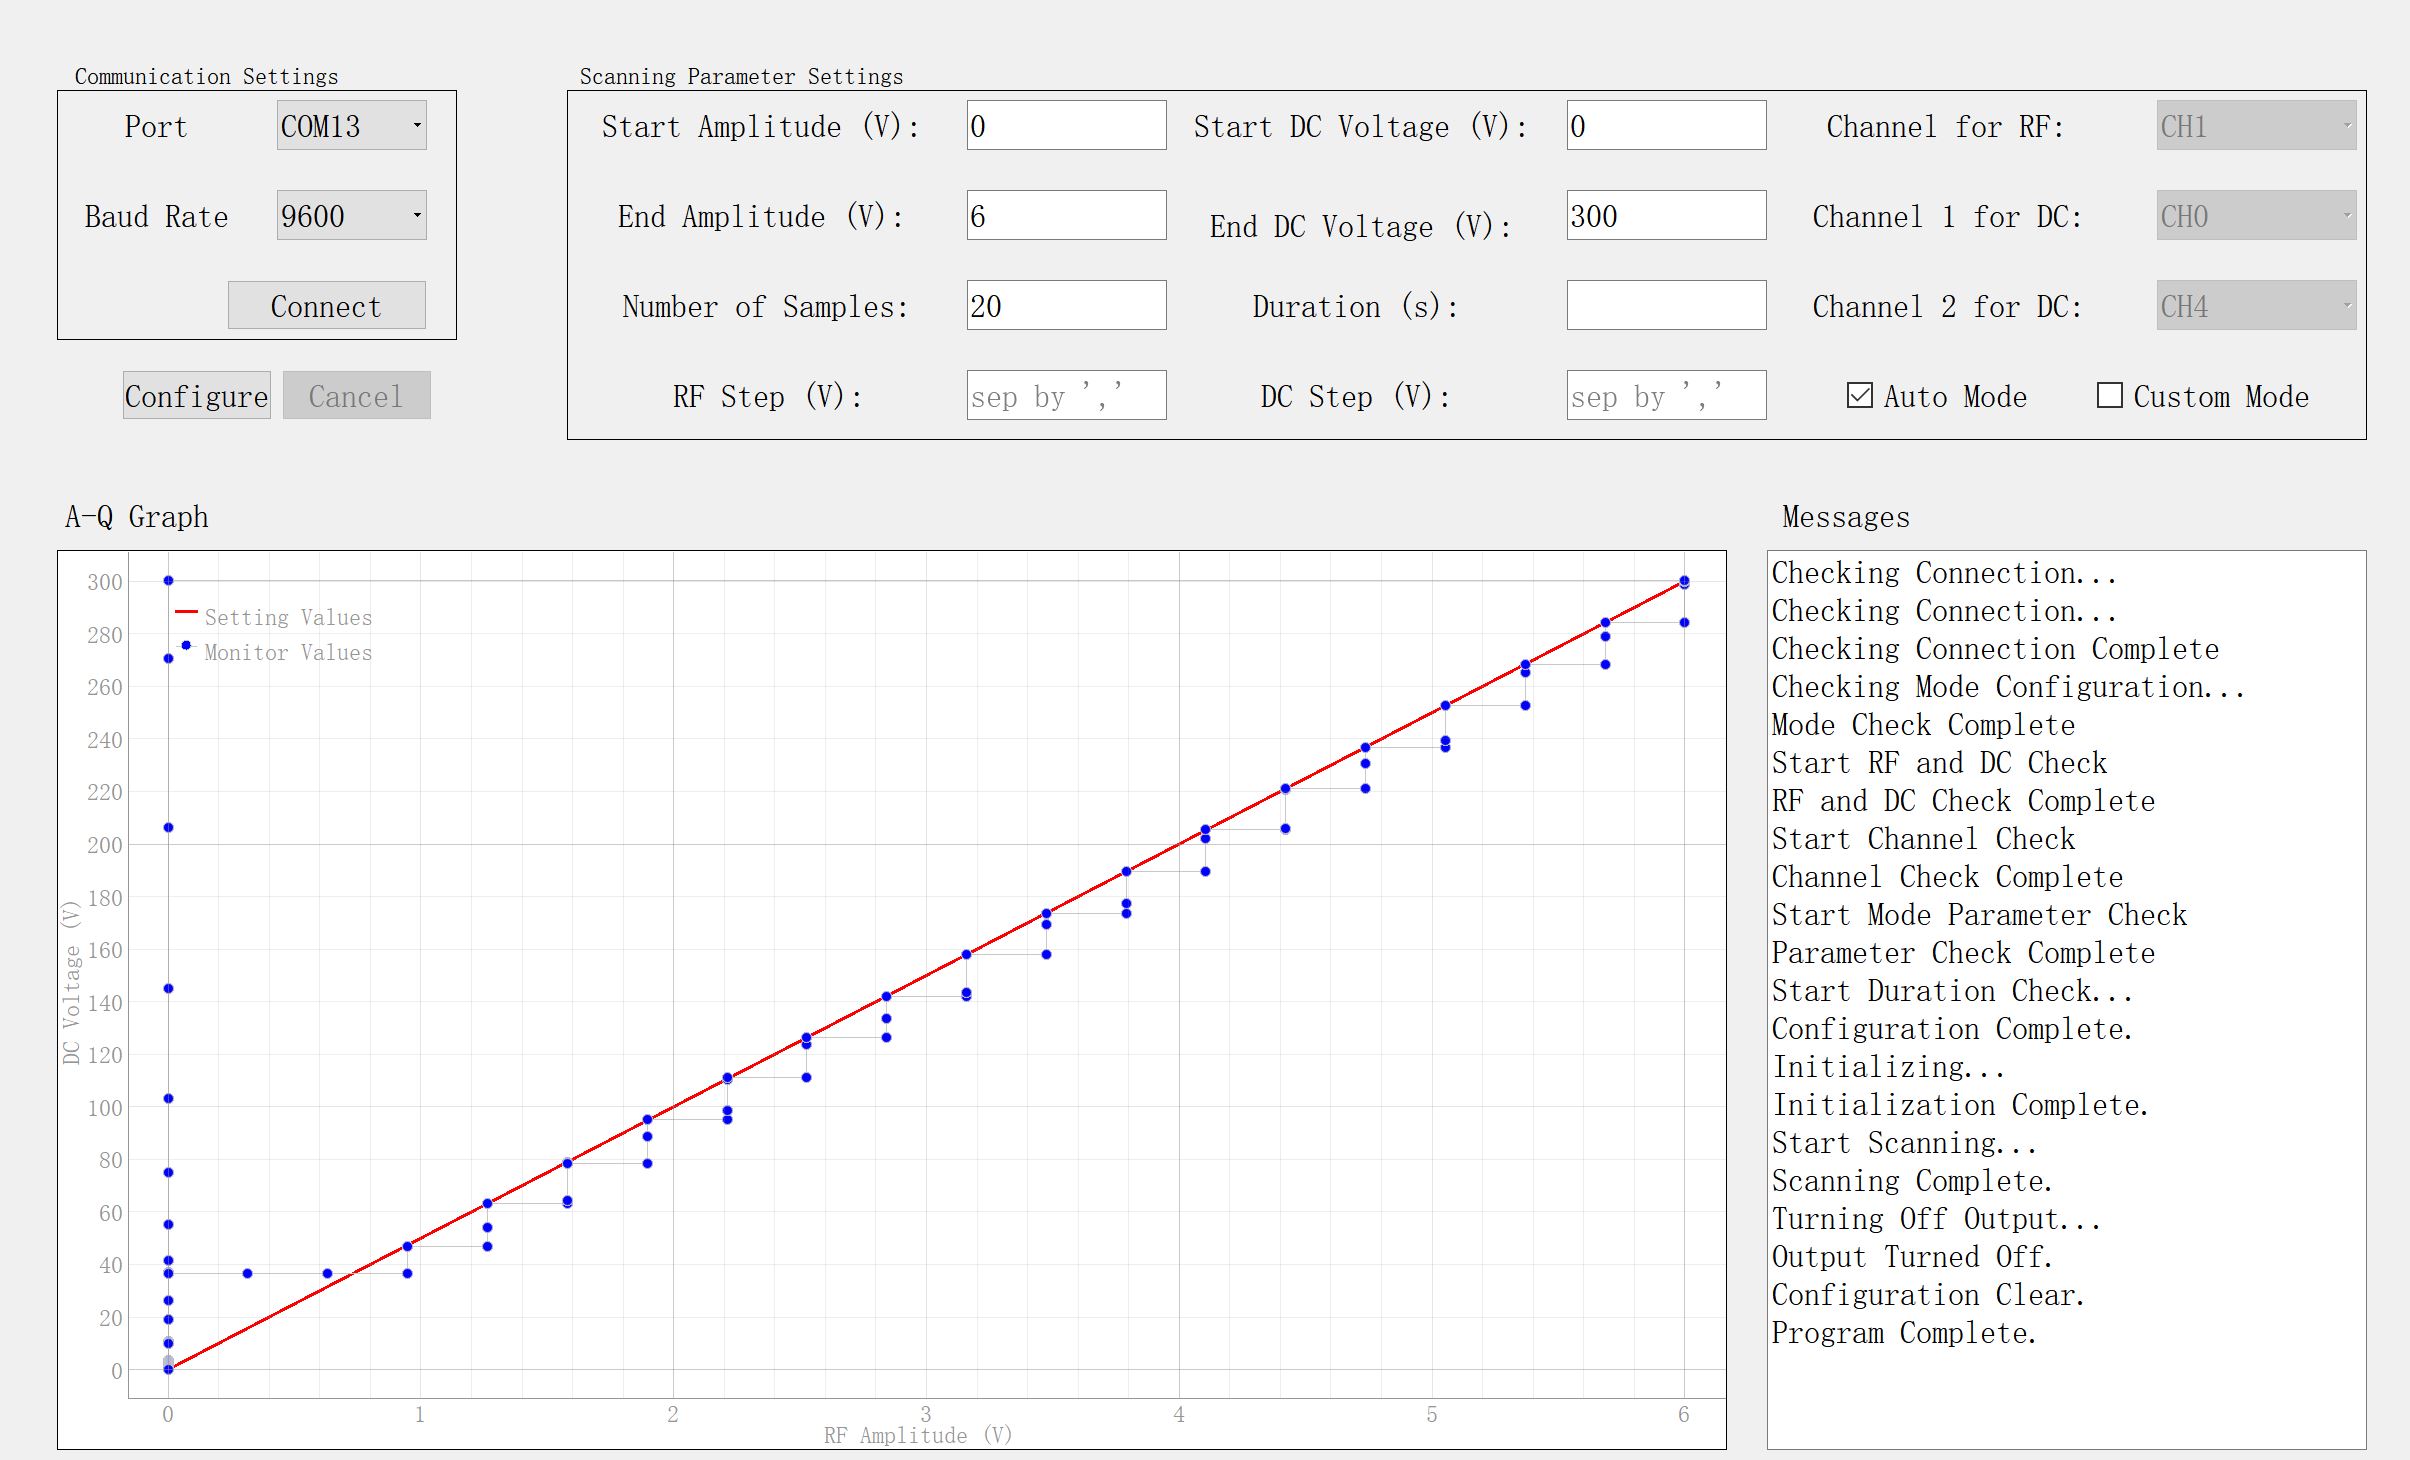 Communication Settings
Port
COM13
Baud Rate
9600
Connect
Configure
Cancel
Scanning Parameter Settings
Start Amplitude (V):
0
Start DC Voltage (V):
0
Channel for RF:
CH1
End Amplitude (V):
6
End DC Voltage (V):
300
Channel 1 for DC:
CH0
Number of Samples:
20
Duration (s):
Channel 2 for DC:
CH4
RF Step (V):
sep by ','
DC Step (V):
sep by ','
Auto Mode
Custom Mode
A-Q Graph
Setting Values
Monitor Values
DC Voltage (V)
300
280
260
240
220
200
180
160
140
120
100
80
60
40
20
0
0
1
2
3
4
5
6
RF Amplitude (V)
Messages
Checking Connection...
Checking Connection...
Checking Connection Complete
Checking Mode Configuration...
Mode Check Complete
Start RF and DC Check
RF and DC Check Complete
Start Channel Check
Channel Check Complete
Start Mode Parameter Check
Parameter Check Complete
Start Duration Check...
Configuration Complete.
Initializing...
Initialization Complete.
Start Scanning...
Scanning Complete.
Turning Off Output...
Output Turned Off.
Configuration Clear.
Program Complete.